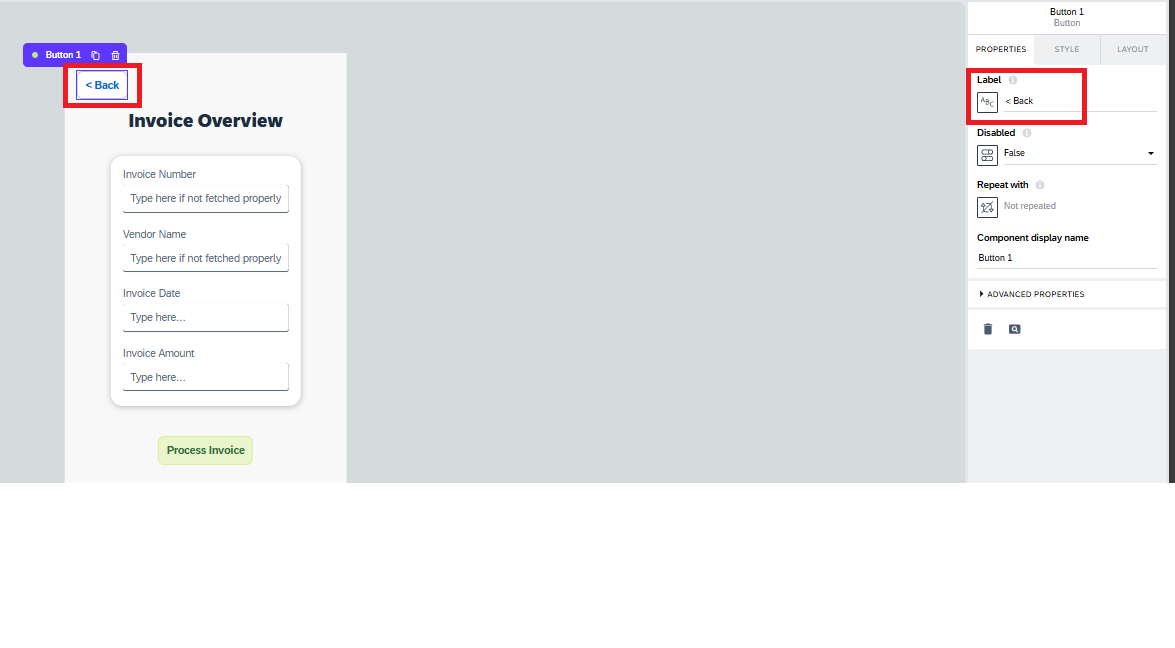 Button 1
< Back
Invoice Overview
Invoice Number
Type here if not fetched properly
Vendor Name
Type here if not fetched properly
Invoice Date
Type here...
Invoice Amount
Type here...
Process Invoice
Button 1
Button
PROPERTIES STYLE LAYOUT
Label
ABC < Back
Disabled
False
Repeat with
Not repeated
Component display name
Button 1
ADVANCED PROPERTIES